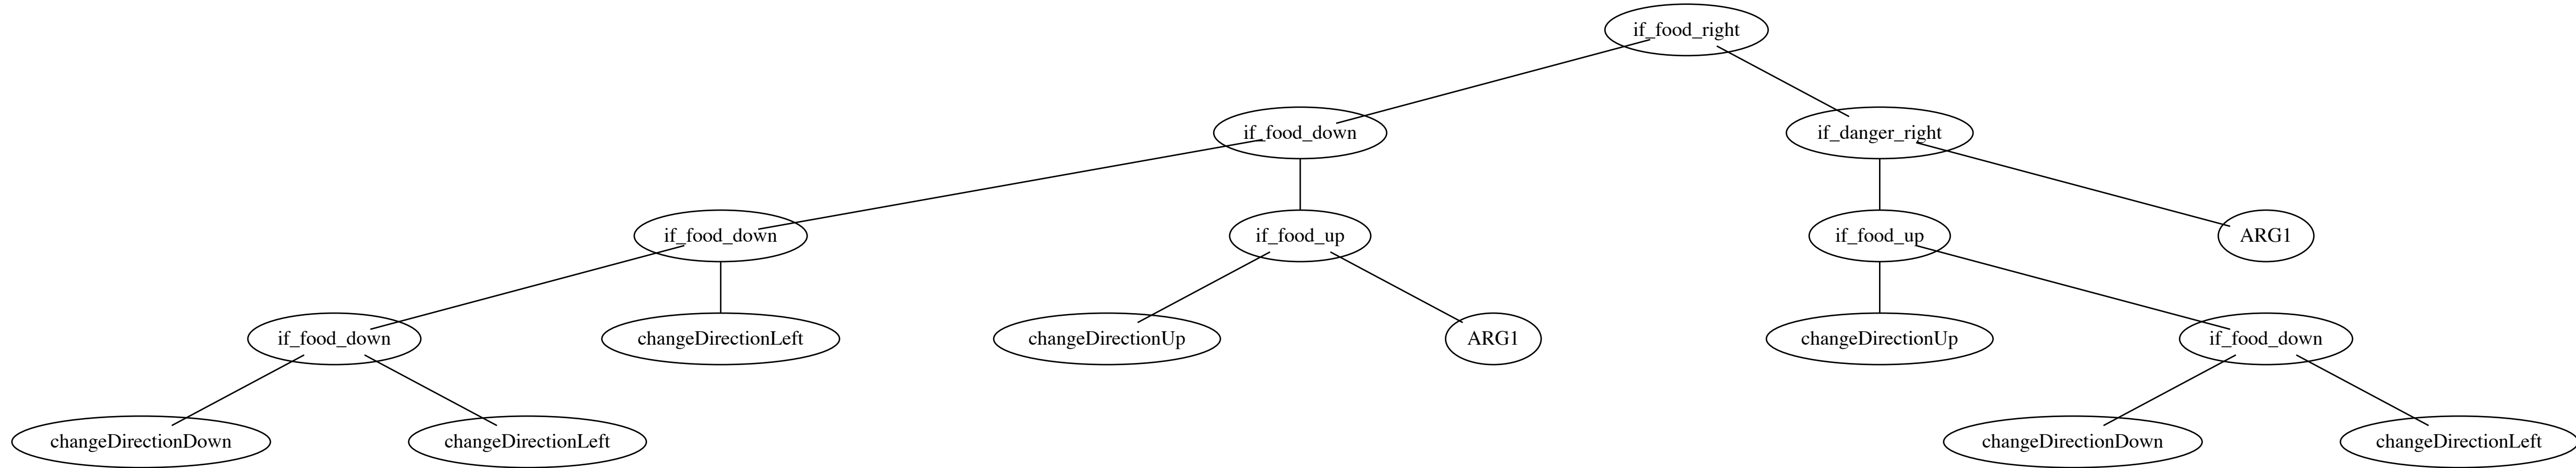 if_food_right
if_food_down
if_danger_right
if_food_down
if_food_up
if_food_up
ARG1
if_food_down
changeDirectionLeft
changeDirectionUp
ARG1
changeDirectionUp
if_food_down
changeDirectionDown
changeDirectionLeft
changeDirectionDown
changeDirectionLeft